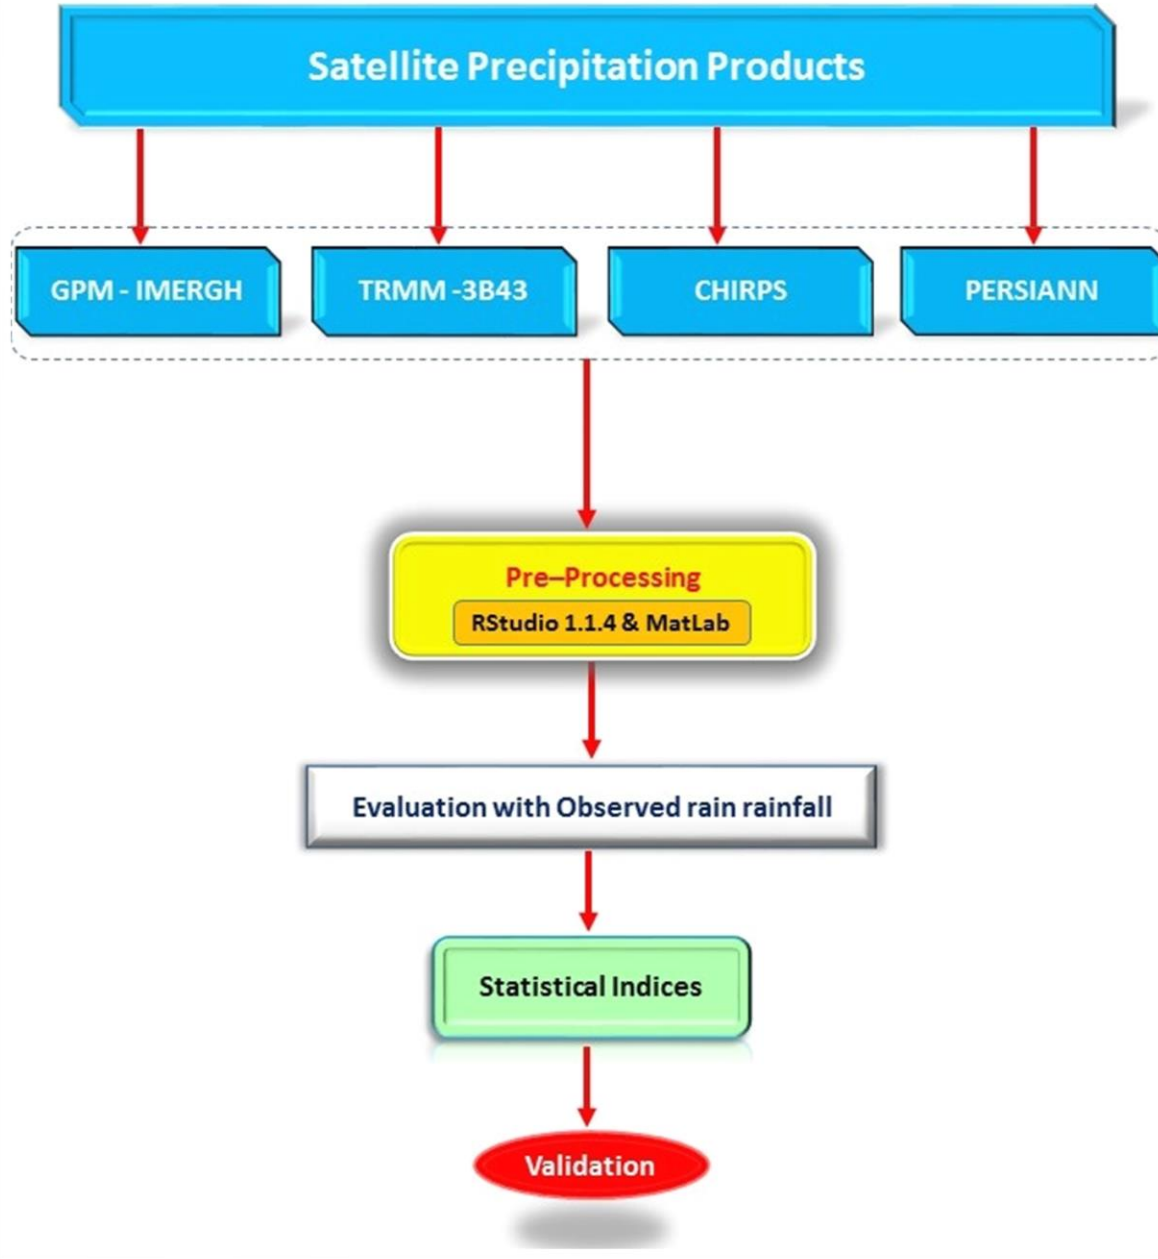 Satellite Precipitation Products
GPM - IMERGH
TRMM -3B43
CHIRPS
PERSIANN
Pre–Processing
RStudio 1.1.4 & MatLab
Evaluation with Observed rain rainfall
Statistical Indices
Validation